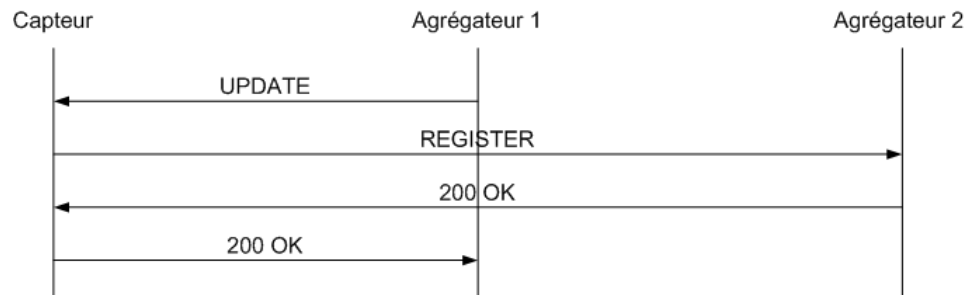 Capteur
Agrégateur 1
Agrégateur 2
UPDATE
REGISTER
200 OK
200 OK